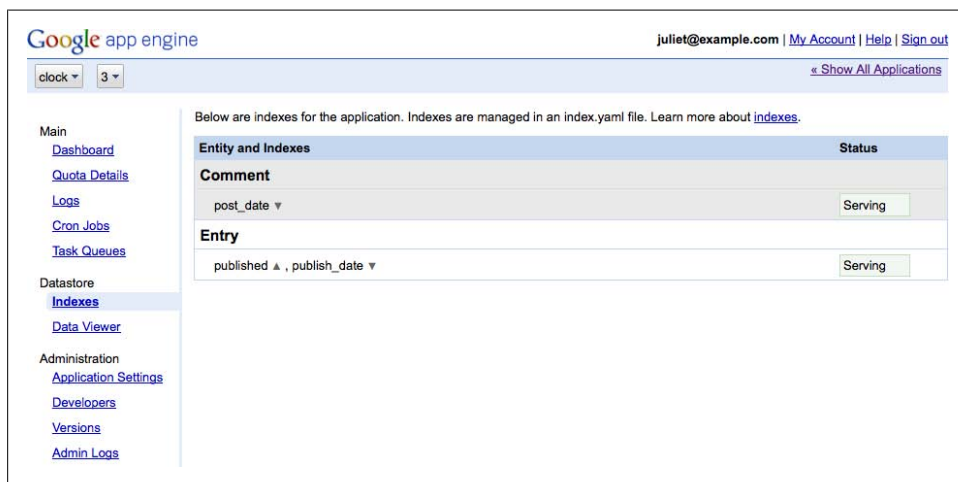 Google app engine
juliet@example.com | My Account | Help | Sign out
clock ▾ 3 ▾
« Show All Applications
Main
Dashboard
Quota Details
Logs
Cron Jobs
Task Queues
Datastore
Indexes
Data Viewer
Administration
Application Settings
Developers
Versions
Admin Logs
Below are indexes for the application. Indexes are managed in an index.yaml file. Learn more about indexes.
Entity and Indexes Status
Comment
post_date ▼ Serving
Entry
published ▲ , publish_date ▼ Serving